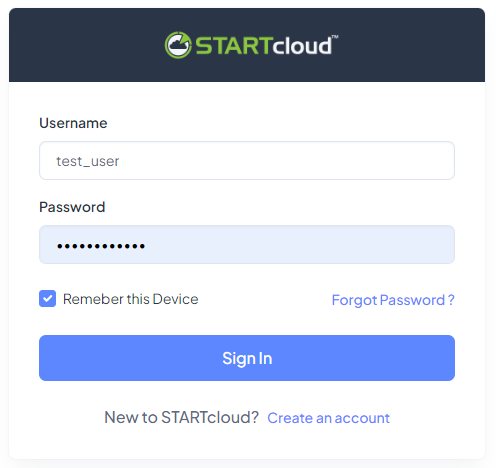 STARTcloud™
Username
test_user
Password
••••••••••••
Remeber this Device
Forgot Password ?
Sign In
New to STARTcloud? Create an account